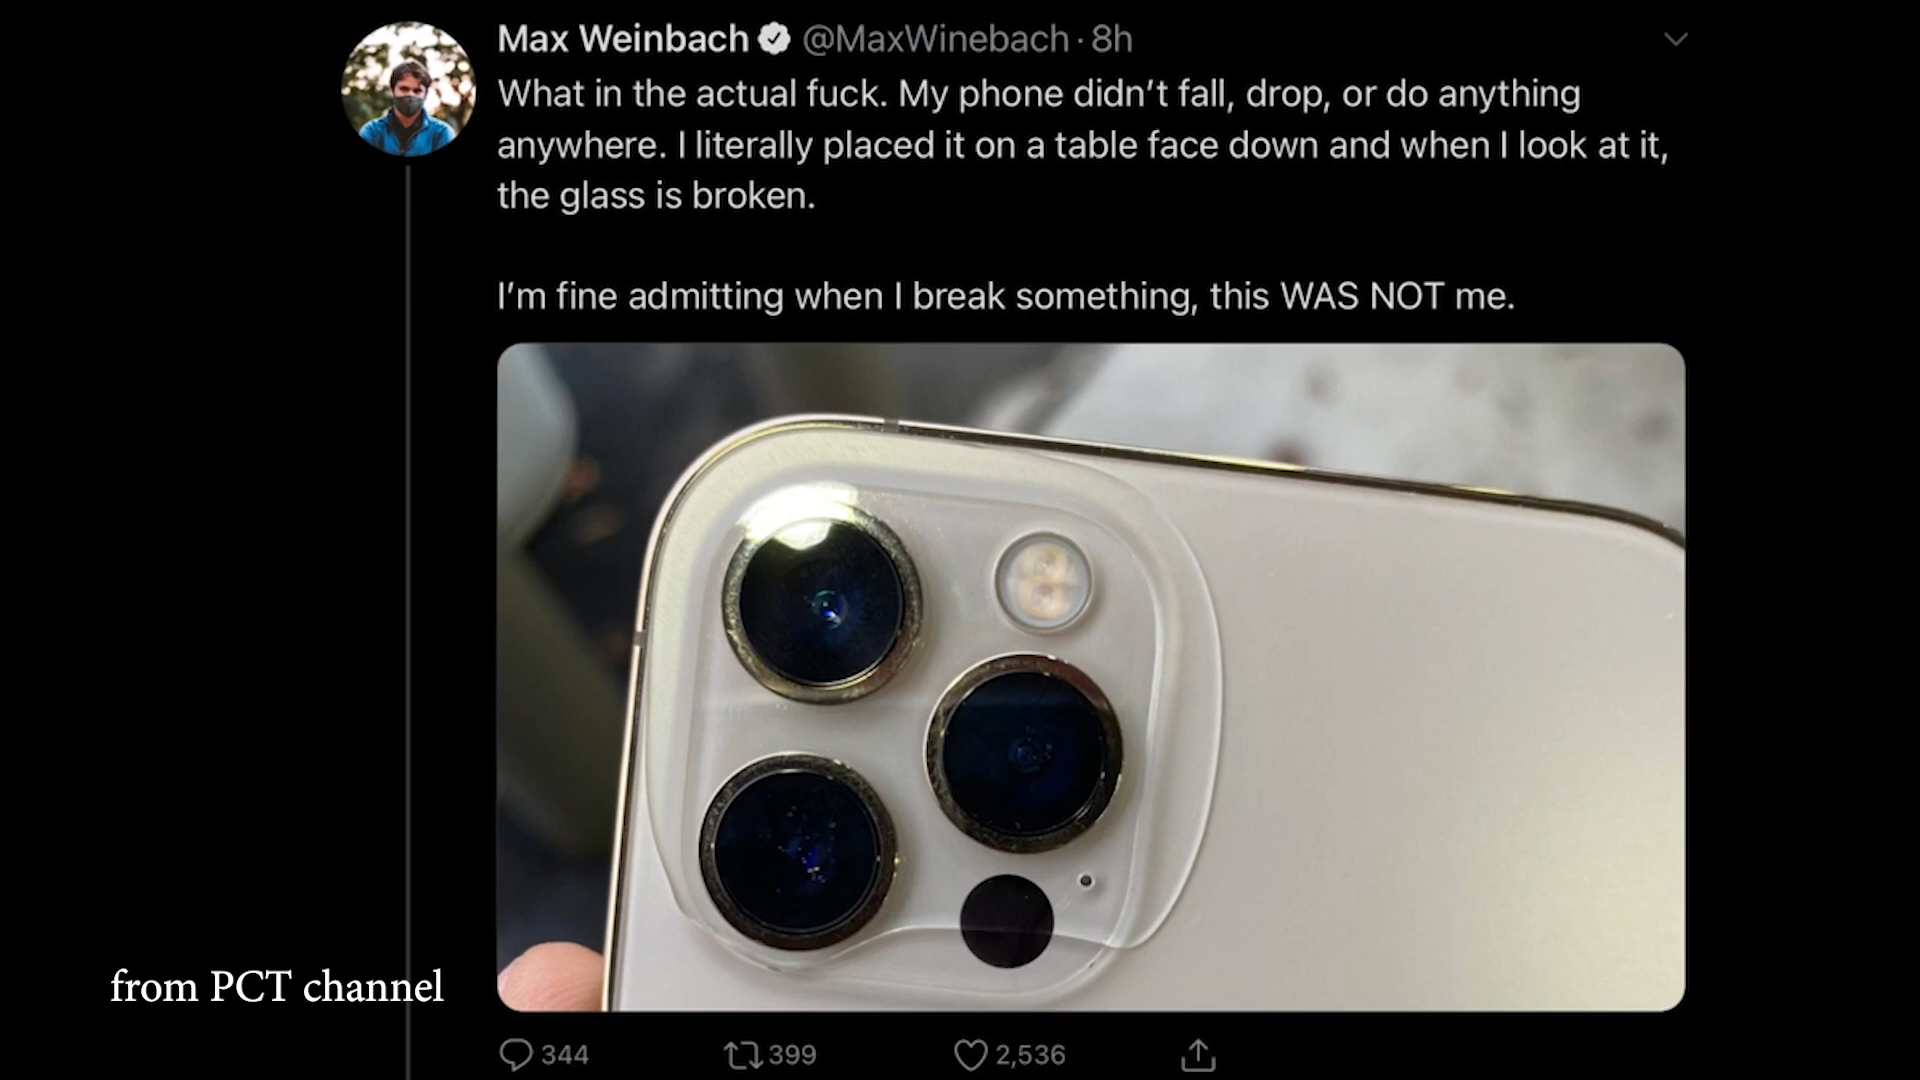 Max Weinbach @MaxWinebach · 8h
What in the actual fuck. My phone didn’t fall, drop, or do anything
anywhere. I literally placed it on a table face down and when I look at it,
the glass is broken.
I’m fine admitting when I break something, this WAS NOT me.
from PCT channel
344 399 2,536